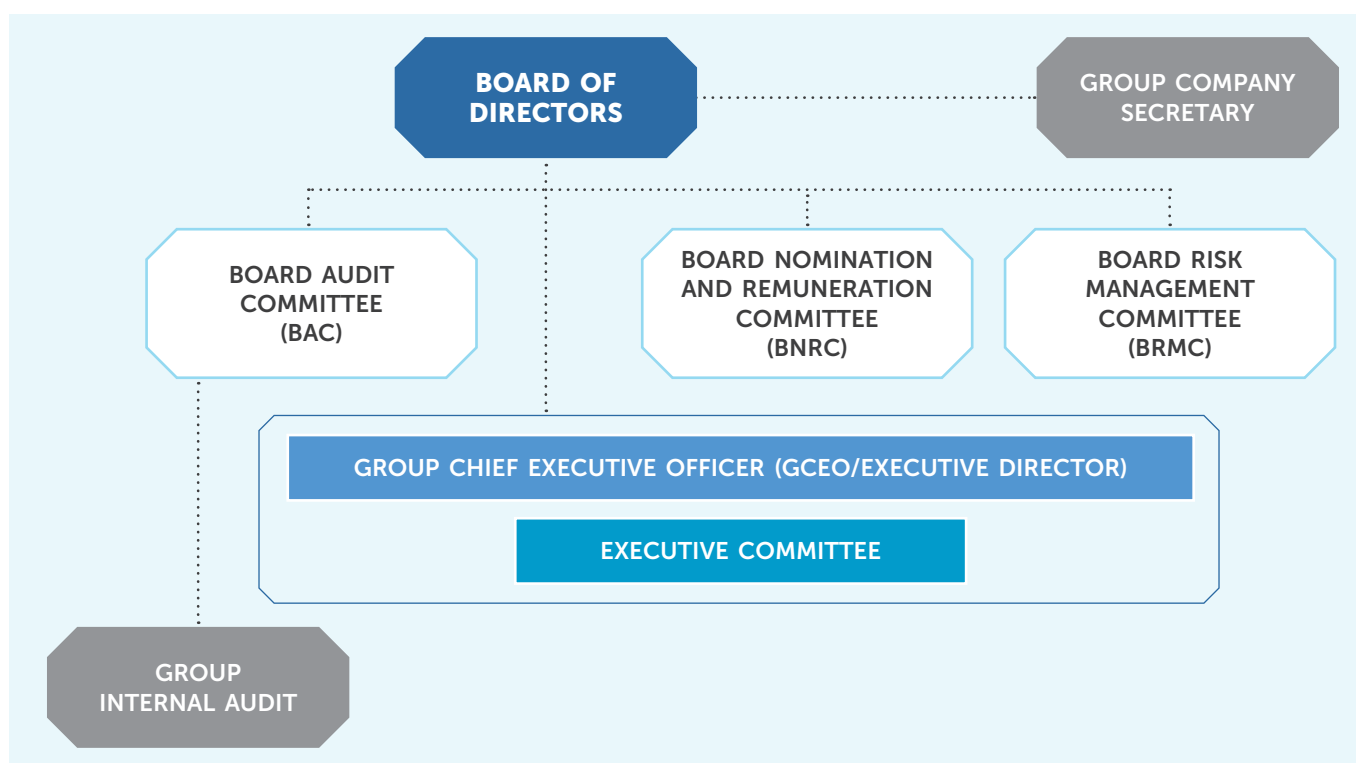 BOARD OF
DIRECTORS
GROUP COMPANY
SECRETARY
BOARD AUDIT
COMMITTEE
(BAC)
BOARD NOMINATION
AND REMUNERATION
COMMITTEE
(BNRC)
BOARD RISK
MANAGEMENT
COMMITTEE
(BRMC)
GROUP CHIEF EXECUTIVE OFFICER (GCEO/EXECUTIVE DIRECTOR)
EXECUTIVE COMMITTEE
GROUP
INTERNAL AUDIT